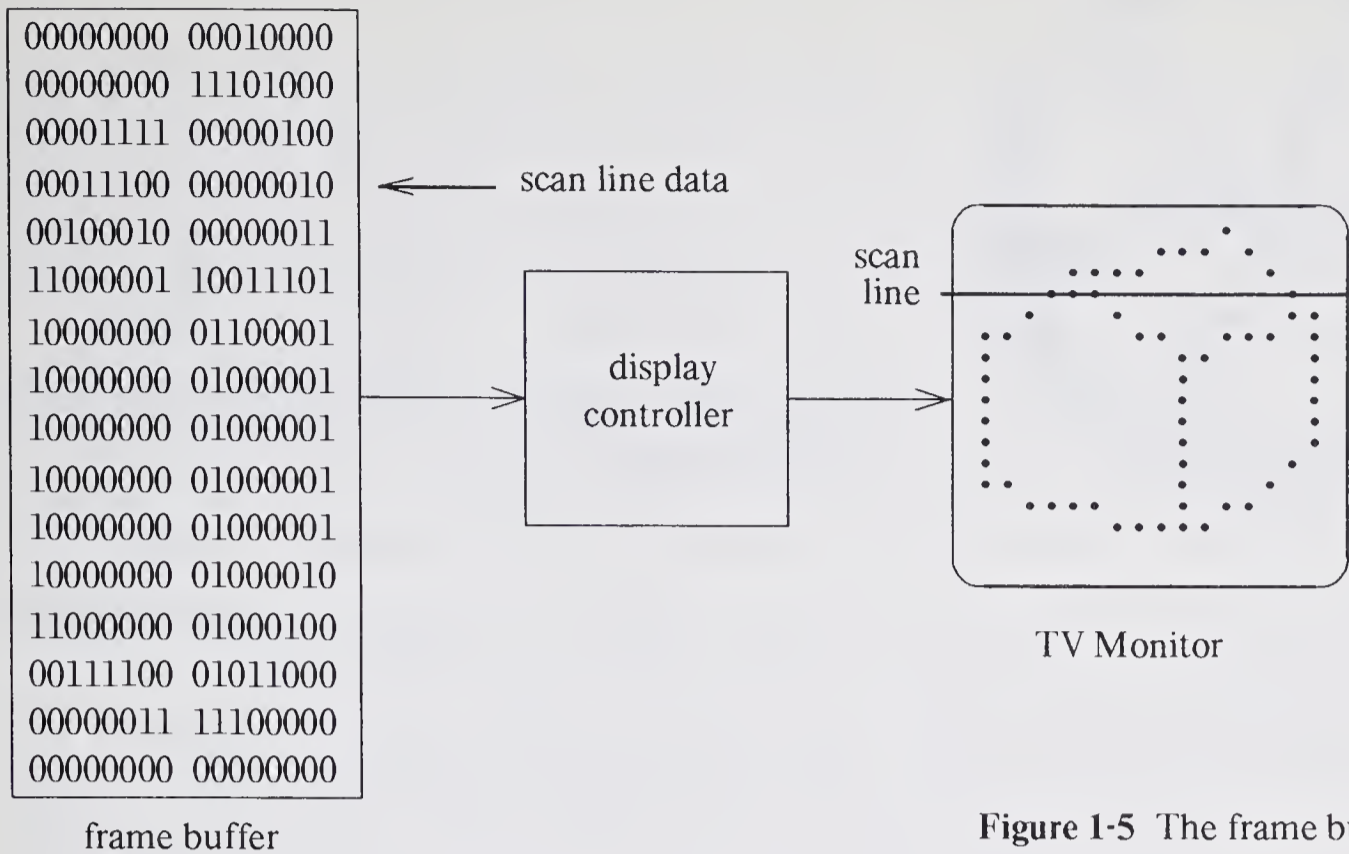 00000000 00010000
00000000 11101000
00001111 00000100
00011100 00000010
00100010 00000011
11000001 10011101
10000000 01100001
10000000 01000001
10000000 01000001
10000000 01000001
10000000 01000001
10000000 01000010
11000000 01000100
00111100 01011000
00000011 11100000
00000000 00000000
frame buffer
scan line data
display
controller
scan
line
TV Monitor
Figure 1-5 The frame